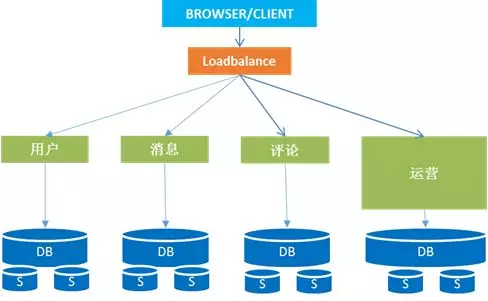 BROWSER/CLIENT
Loadbalance
用户 消息 评论 运营
DB DB DB DB
S S S S S S S S